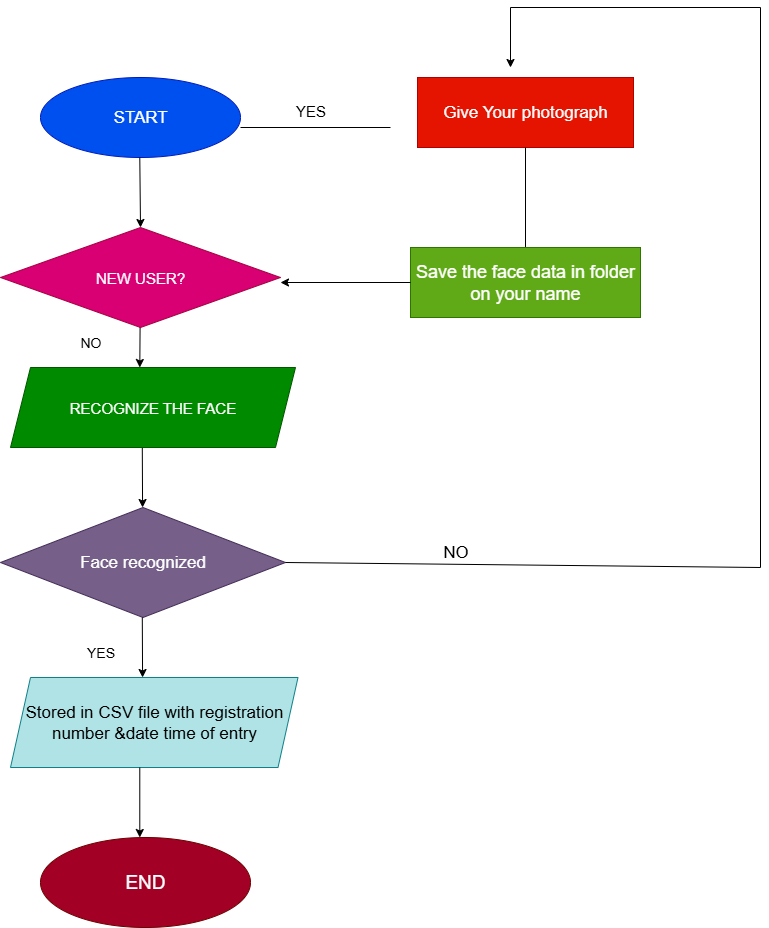 START
YES
Give Your photograph
NEW USER?
Save the face data in folder
on your name
NO
RECOGNIZE THE FACE
Face recognized
NO
YES
Stored in CSV file with registration
number &date time of entry
END